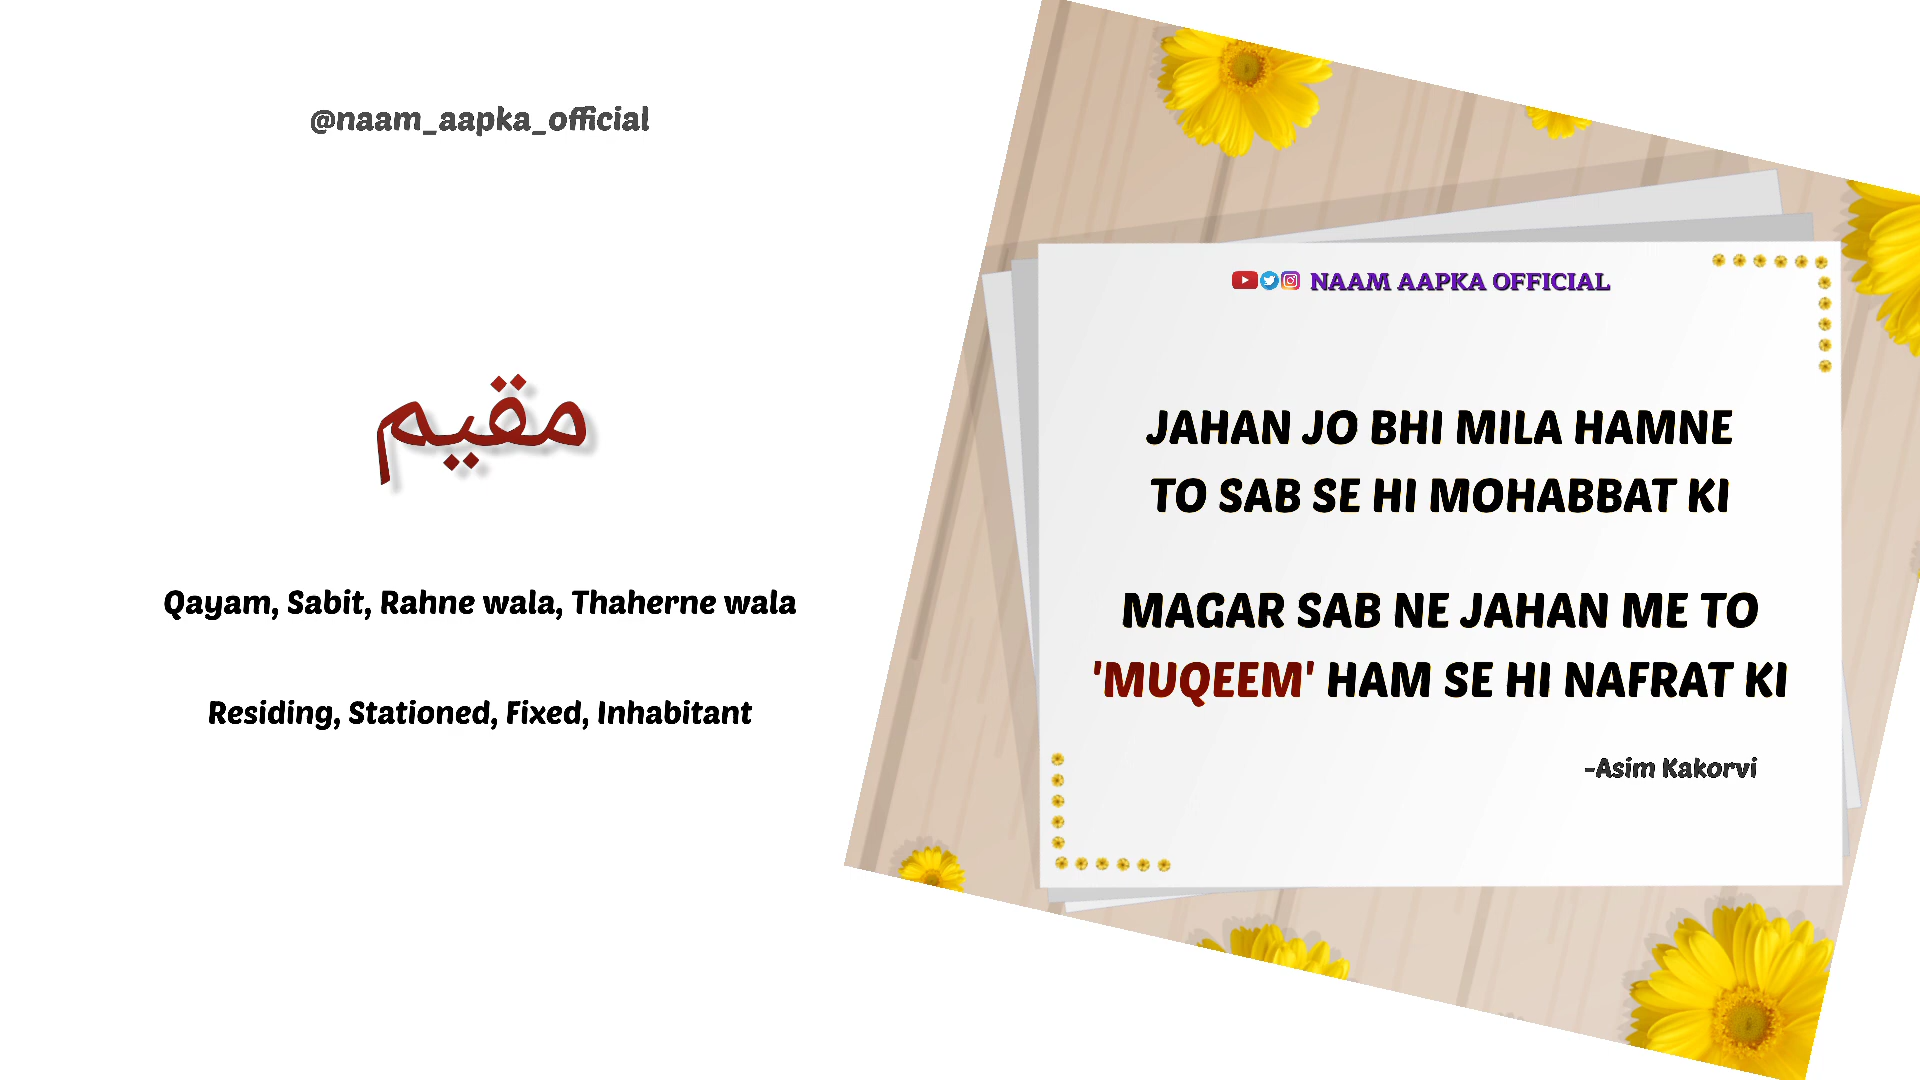 @naam_aapka_official
مقیم
Qayam, Sabit, Rahne wala, Thaherne wala
Residing, Stationed, Fixed, Inhabitant
NAAM AAPKA OFFICIAL
JAHAN JO BHI MILA HAMNE
TO SAB SE HI MOHABBAT KI
MAGAR SAB NE JAHAN ME TO
'MUQEEM' HAM SE HI NAFRAT KI
-Asim Kakorvi